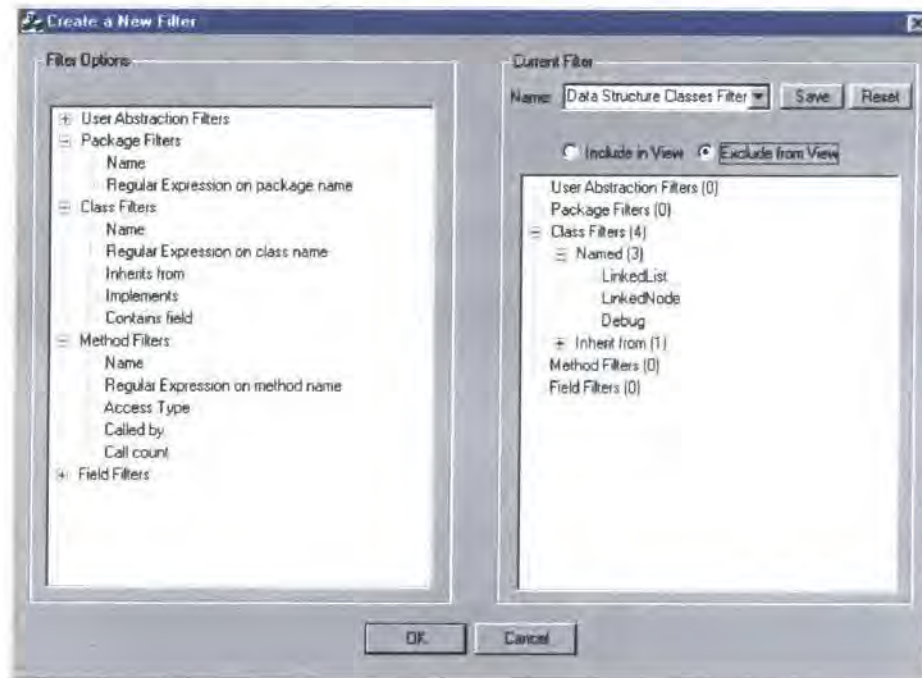 Create a New Filter
Filter Options
User Abstraction Filters
Package Filters
Name
Regular Expression on package name
Class Filters
Name
Regular Expression on class name
Inherits from
Implements
Contains field
Method Filters
Name
Regular Expression on method name
Access Type
Called by
Call count
Field Filters
Current Filter
Name: Data Structure Classes Filter Save Reset
Include in View Exclude from View
User Abstraction Filters (0)
Package Filters (0)
Class Filters (4)
Named (3)
LinkedList
LinkedNode
Debug
Inherit from (1)
Method Filters (0)
Field Filters (0)
OK Cancel